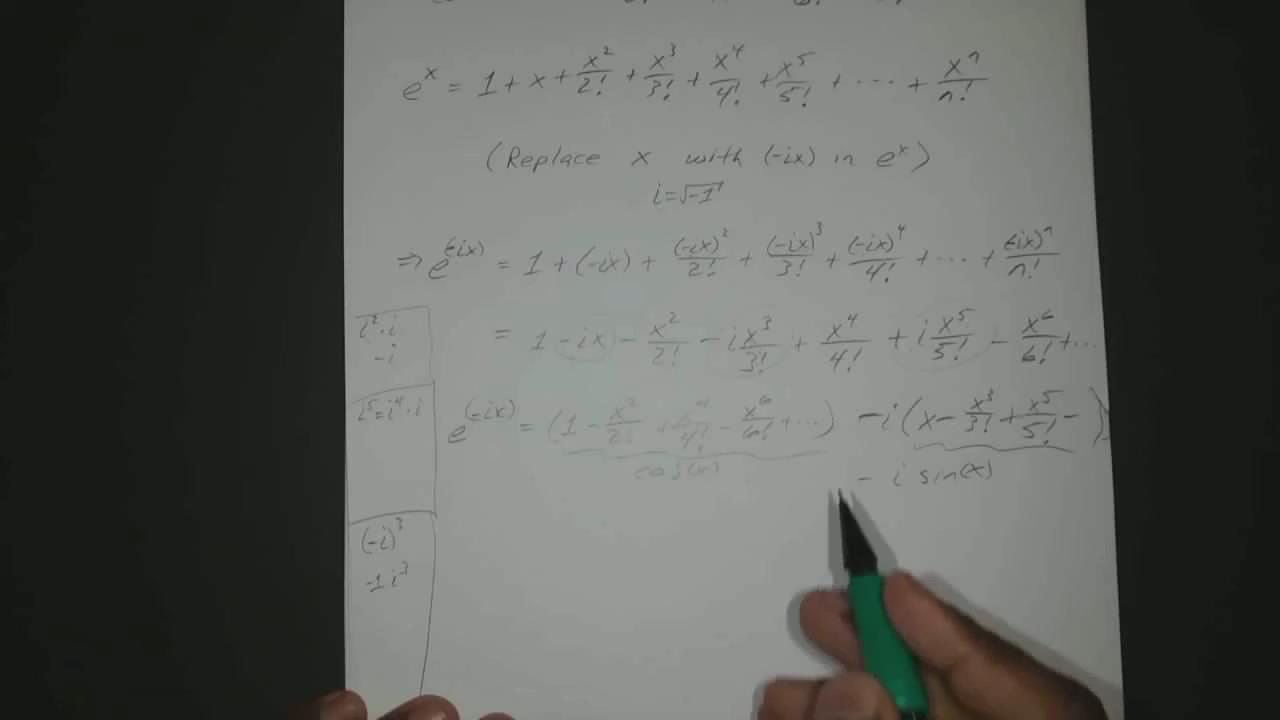 e^x = 1 + x + x^2/2! + x^3/3! + x^4/4! + x^5/5! + ... + x^n/n!
(Replace x with (-ix) in e^x)
i=√-1
⇒ e^(-ix) = 1 + (-ix) + (-ix)^2/2! + (-ix)^3/3! + (-ix)^4/4! + ... + (-ix)^n/n!
i^2·i
-i
= 1 - ix - x^2/2! - i x^3/3! + x^4/4! + i x^5/5! - x^6/6! + ...
i^5=i^4·i
e^(-ix) = (1 - x^2/2! + x^4/4! - x^6/6! + ...) -i(x - x^3/3! + x^5/5! - )
cos(x) - i sin(x)
(-i)^3
-1 i^3